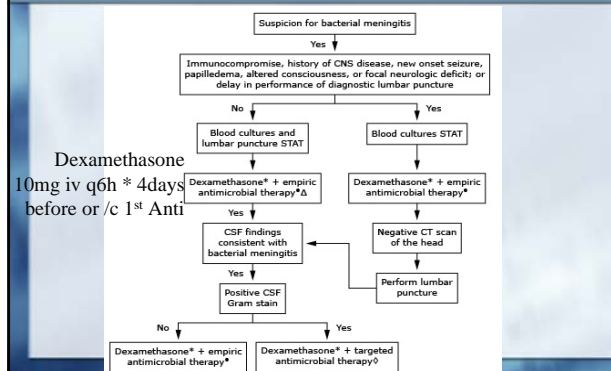 Suspicion for bacterial meningitis
Yes
Immunocompromise, history of CNS disease, new onset seizure,
papilledema, altered consciousness, or focal neurologic deficit; or
delay in performance of diagnostic lumbar puncture
No
Yes
Blood cultures and
lumbar puncture STAT
Blood cultures STAT
Dexamethasone
10mg iv q6h * 4days
before or /c 1st Anti
Dexamethasone* + empiric
antimicrobial therapy•Δ
Dexamethasone* + empiric
antimicrobial therapy•
Yes
CSF findings
consistent with
bacterial meningitis
Negative CT scan
of the head
Yes
Perform lumbar
puncture
Positive CSF
Gram stain
No
Yes
Dexamethasone* + empiric
antimicrobial therapy•
Dexamethasone* + targeted
antimicrobial therapy◊